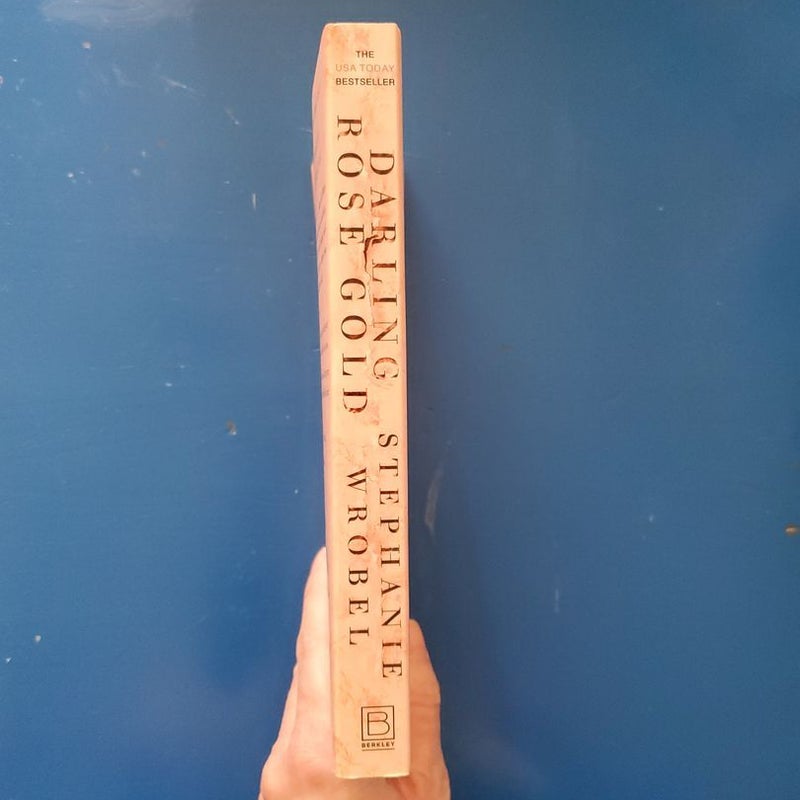 THE
USA TODAY
BESTSELLER
DARLING
ROSE GOLD
STEPHANIE
WROBEL
B
BERKLEY